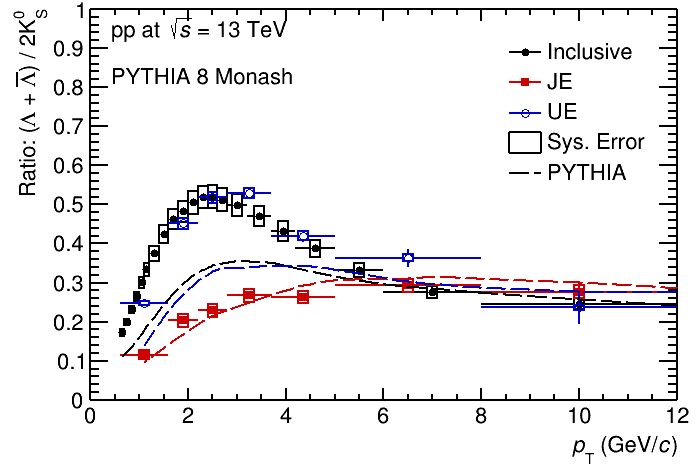 Ratio: (Λ + Λ̅) / 2K⁰_S
pp at √s = 13 TeV
PYTHIA 8 Monash
Inclusive
JE
UE
Sys. Error
PYTHIA
1
0.9
0.8
0.7
0.6
0.5
0.4
0.3
0.2
0.1
0
0 2 4 6 8 10 12
p_T (GeV/c)